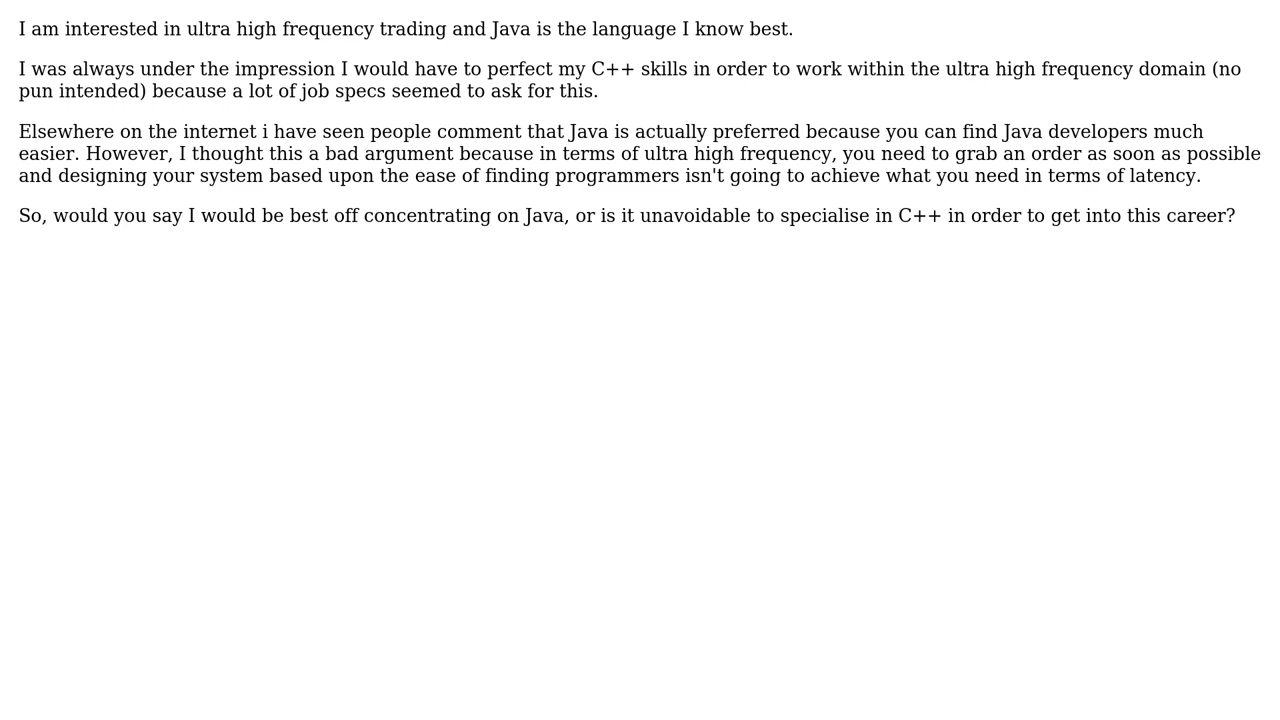 I am interested in ultra high frequency trading and Java is the language I know best.
I was always under the impression I would have to perfect my C++ skills in order to work within the ultra high frequency domain (no
pun intended) because a lot of job specs seemed to ask for this.
Elsewhere on the internet i have seen people comment that Java is actually preferred because you can find Java developers much
easier. However, I thought this a bad argument because in terms of ultra high frequency, you need to grab an order as soon as possible
and designing your system based upon the ease of finding programmers isn't going to achieve what you need in terms of latency.
So, would you say I would be best off concentrating on Java, or is it unavoidable to specialise in C++ in order to get into this career?